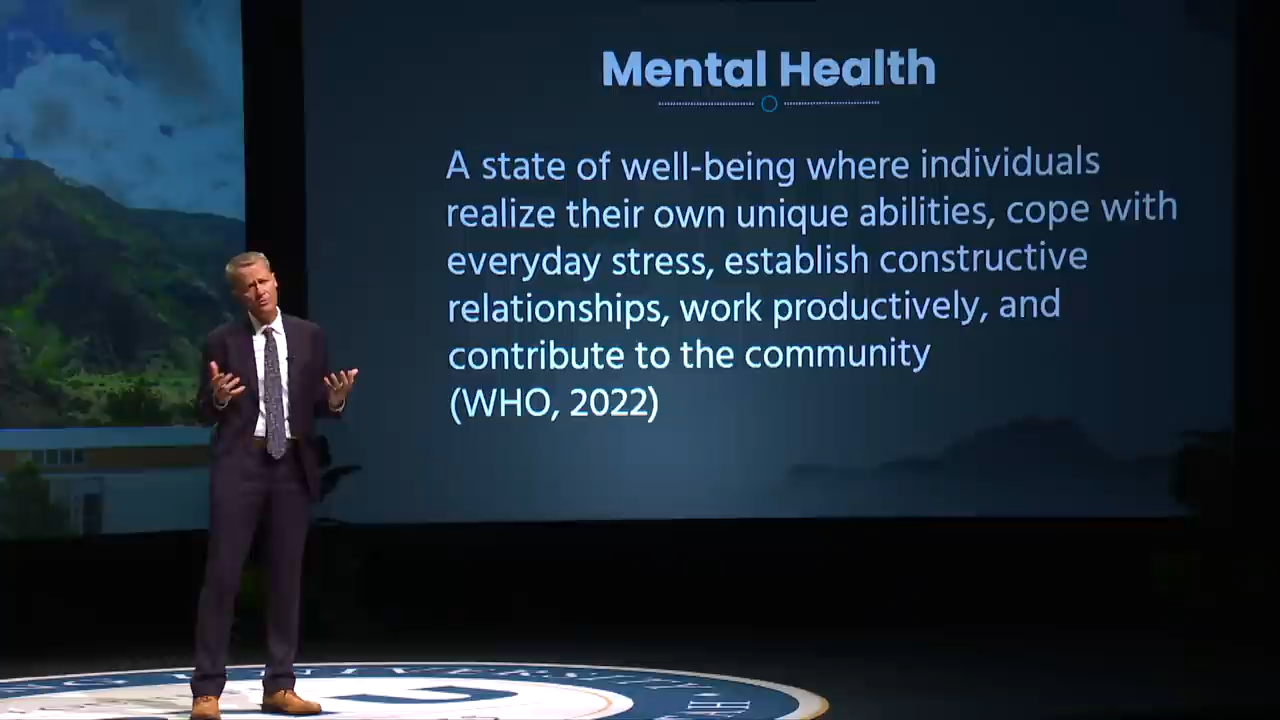 Mental Health
A state of well-being where individuals
realize their own unique abilities, cope with
everyday stress, establish constructive
relationships, work productively, and
contribute to the community
(WHO, 2022)
UNIVERSITY